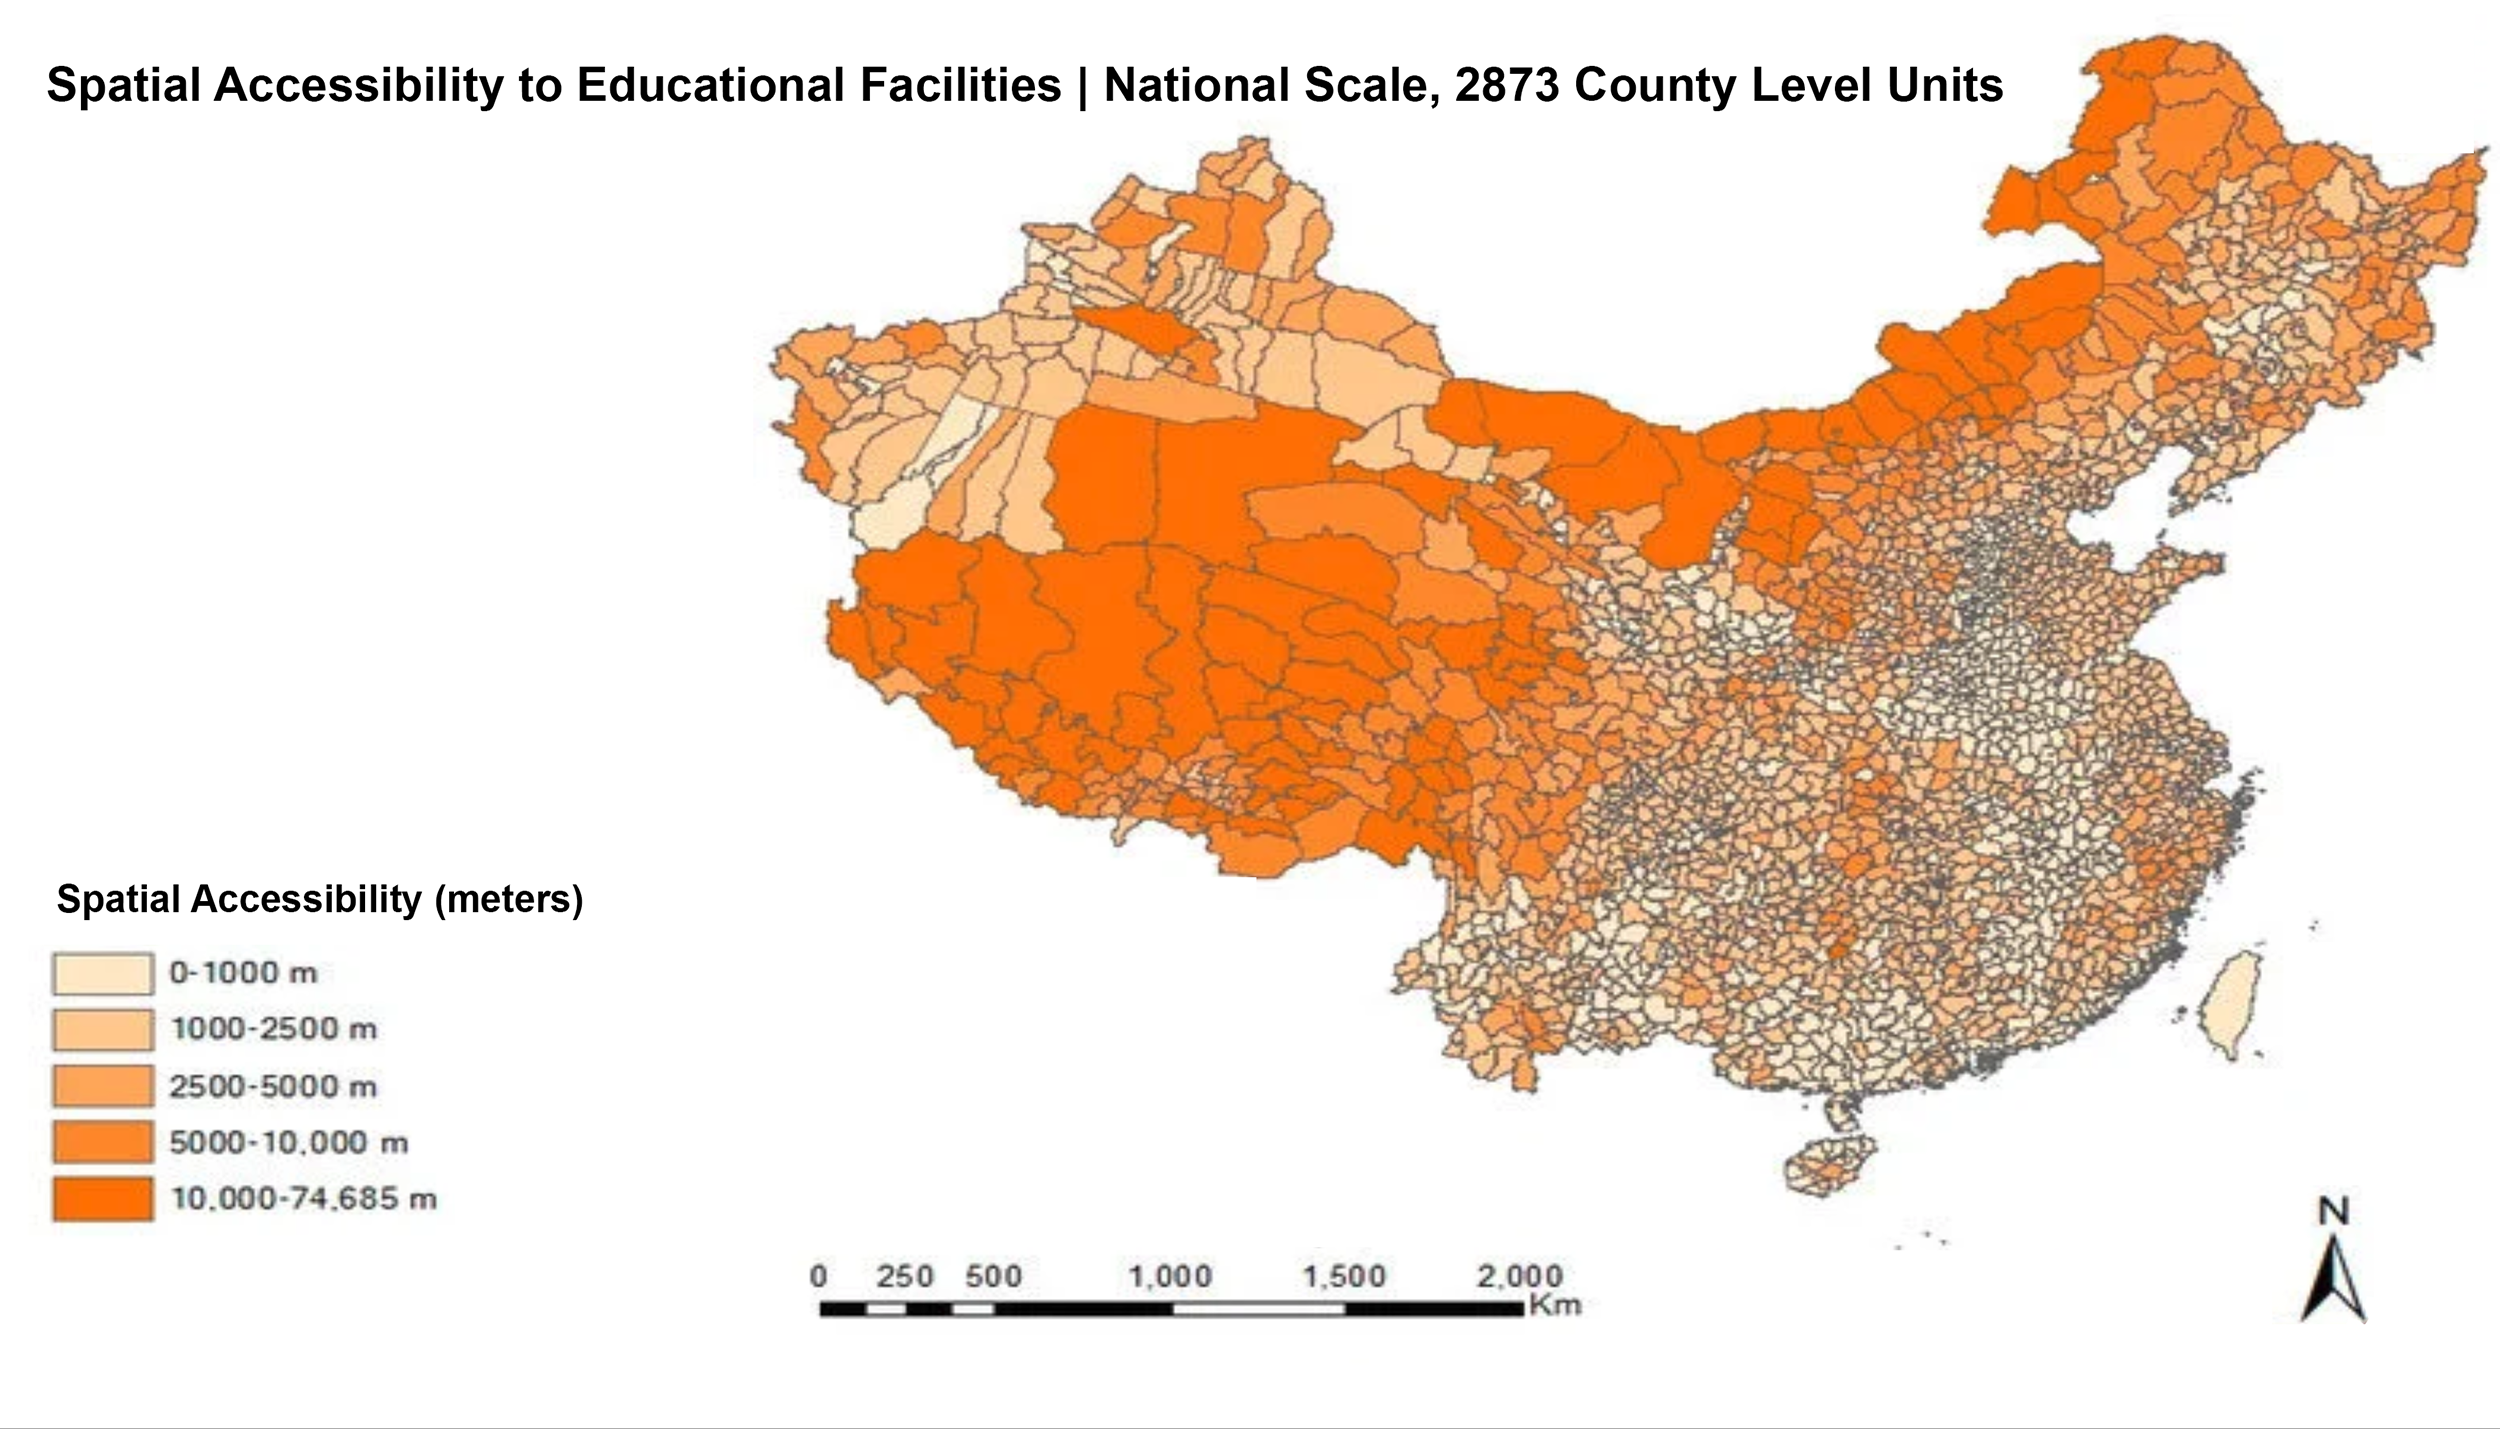 Spatial Accessibility to Educational Facilities | National Scale, 2873 County Level Units
Spatial Accessibility (meters)
0-1000 m
1000-2500 m
2500-5000 m
5000-10,000 m
10,000-74,685 m
0 250 500 1,000 1,500 2,000
Km
N